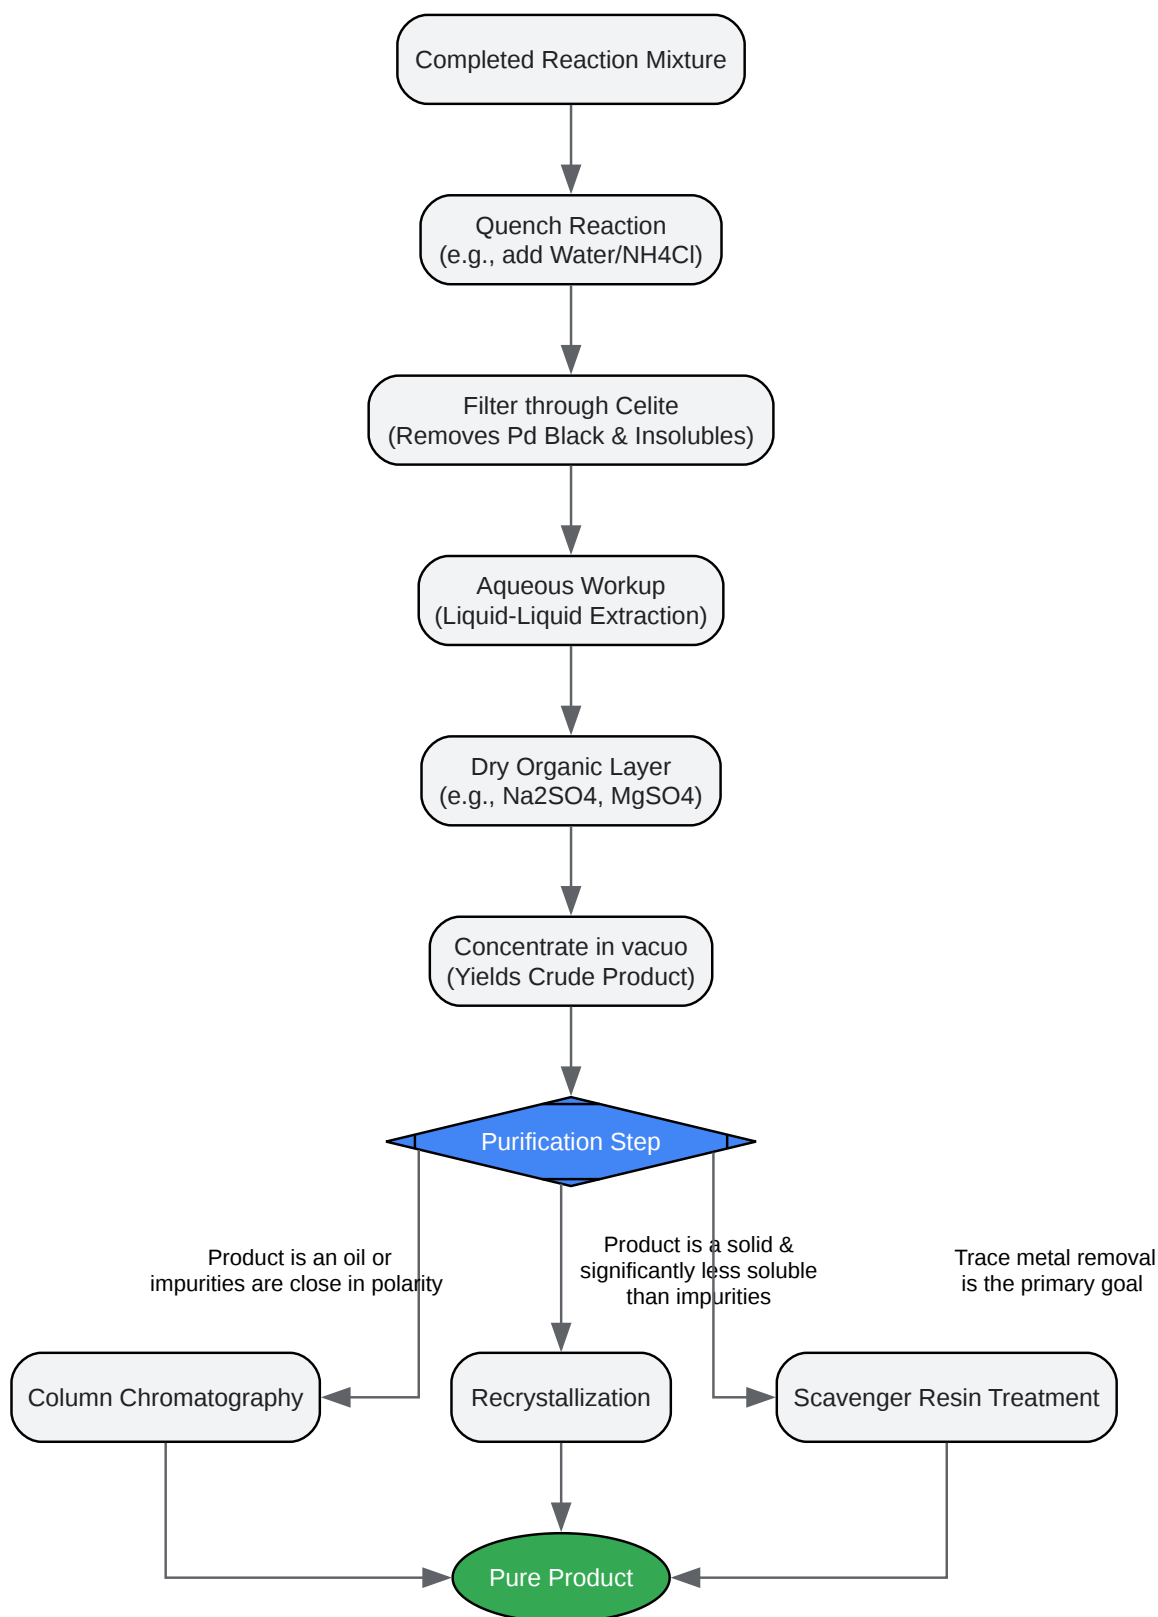 Completed Reaction Mixture
Quench Reaction
(e.g., add Water/NH4Cl)
Filter through Celite
(Removes Pd Black & Insolubles)
Aqueous Workup
(Liquid-Liquid Extraction)
Dry Organic Layer
(e.g., Na2SO4, MgSO4)
Concentrate in vacuo
(Yields Crude Product)
Purification Step
Product is an oil or
impurities are close in polarity
Product is a solid &
significantly less soluble
than impurities
Trace metal removal
is the primary goal
Column Chromatography
Recrystallization
Scavenger Resin Treatment
Pure Product